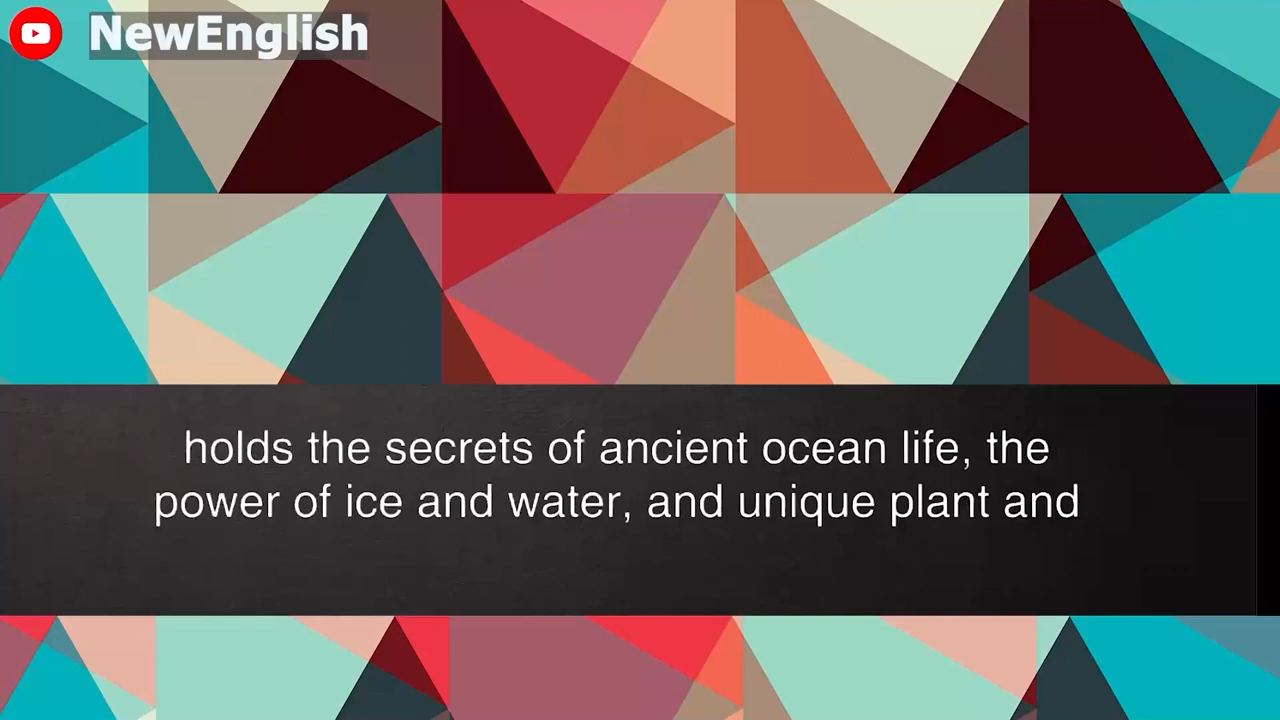 NewEnglish
holds the secrets of ancient ocean life, the
power of ice and water, and unique plant and